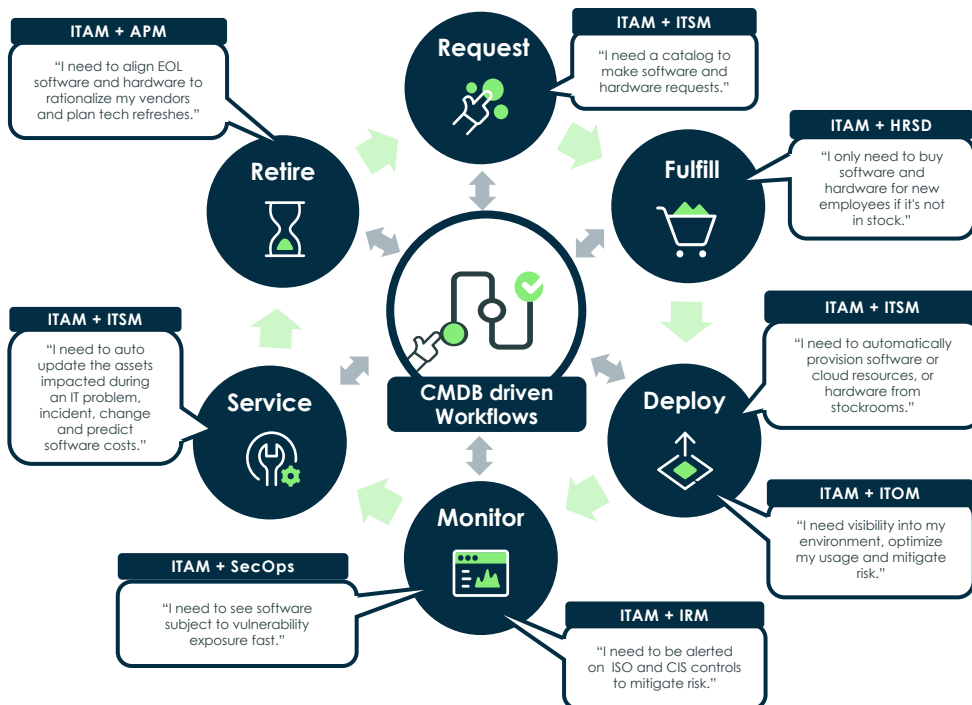 ITAM + APM
“I need to align EOL
software and hardware to
rationalize my vendors
and plan tech refreshes.”
Request
ITAM + ITSM
“I need a catalog to
make software and
hardware requests.”
Fulfill
ITAM + HRSD
“I only need to buy
software and
hardware for new
employees if it's not
in stock.”
Retire
ITAM + ITSM
“I need to automatically
provision software or
cloud resources, or
hardware from
stockrooms.”
Deploy
ITAM + ITOM
“I need visibility into my
environment, optimize
my usage and mitigate
risk.”
CMDB driven
Workflows
ITAM + ITSM
“I need to auto
update the assets
impacted during
an IT problem,
incident, change
and predict
software costs.”
Service
Monitor
ITAM + SecOps
“I need to see software
subject to vulnerability
exposure fast.”
ITAM + IRM
“I need to be alerted
on ISO and CIS controls
to mitigate risk.”